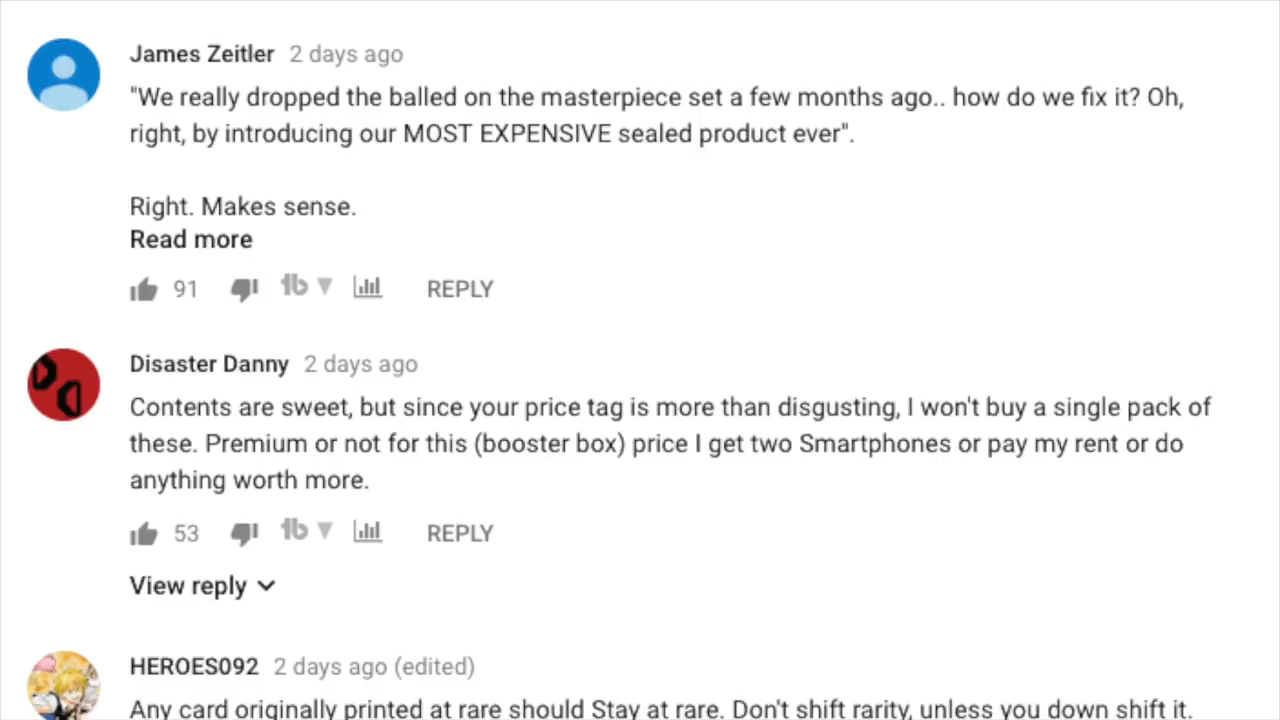 James Zeitler 2 days ago
"We really dropped the balled on the masterpiece set a few months ago.. how do we fix it? Oh,
right, by introducing our MOST EXPENSIVE sealed product ever".
Right. Makes sense.
Read more
91 tb REPLY
Disaster Danny 2 days ago
Contents are sweet, but since your price tag is more than disgusting, I won't buy a single pack of
these. Premium or not for this (booster box) price I get two Smartphones or pay my rent or do
anything worth more.
53 tb REPLY
View reply
HEROES092 2 days ago (edited)
Any card originally printed at rare should Stay at rare. Don't shift rarity, unless you down shift it.